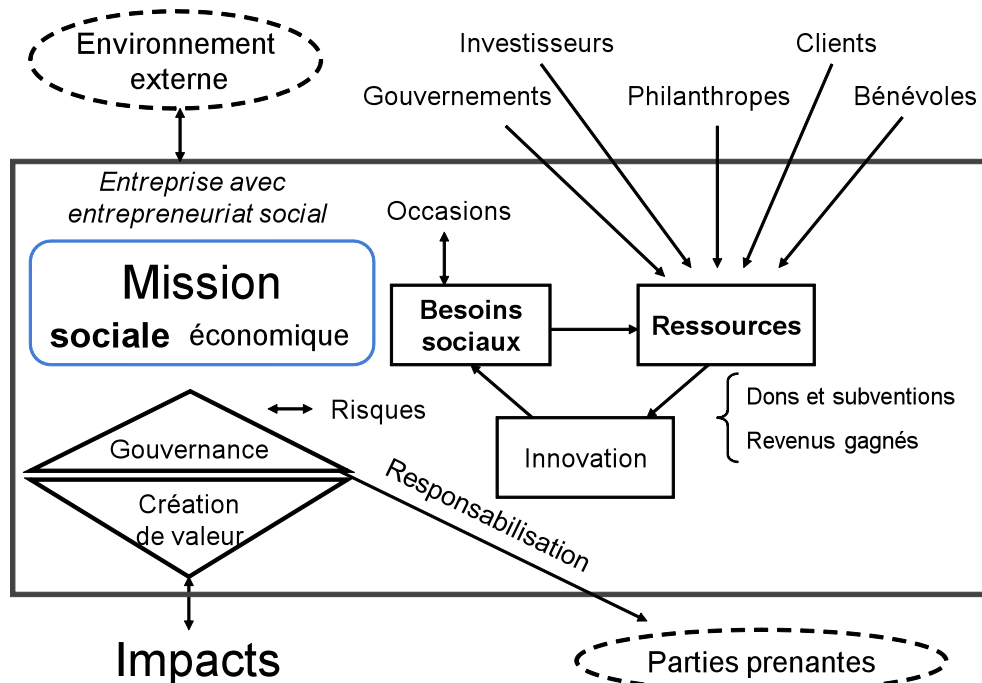 Environnement
externe
Investisseurs
Clients
Gouvernements
Philanthropes
Bénévoles
Entreprise avec
entrepreneuriat social
Occasions
Mission
sociale économique
Besoins
sociaux
Ressources
Dons et subventions
Revenus gagnés
Risques
Gouvernance
Innovation
Responsabilisation
Création
de valeur
Impacts
Parties prenantes